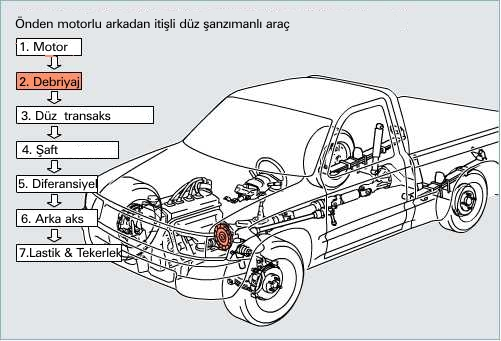 Önden motorlu arkadan itişli düz şanzımanlı araç
1. Motor
2. Debriyaj
3. Düz transaks
4. Şaft
5. Diferansiyel
6. Arka aks
7.Lastik & Tekerlek